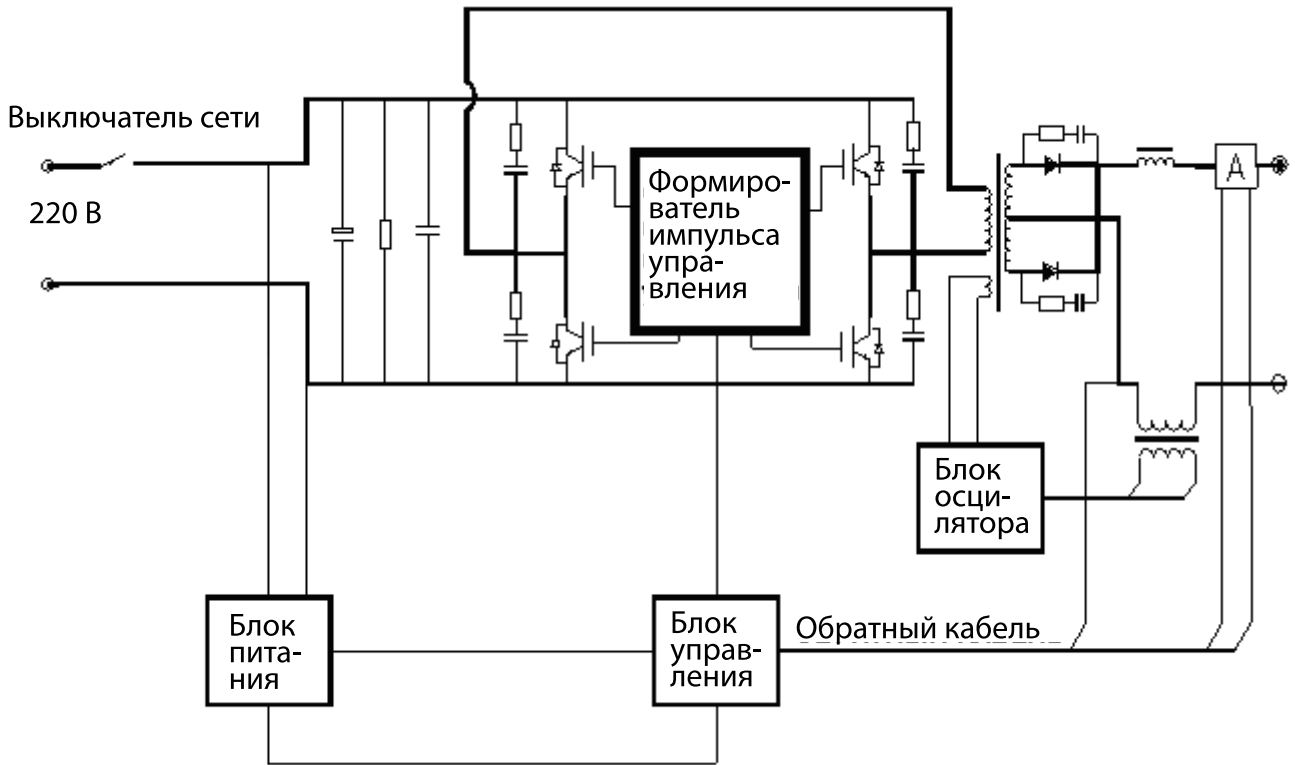 Выключатель сети
220 В
Формиро-
ватель
импульса
упра-
вления
А
Блок
осци-
лятора
Блок
пита-
ния
Блок
управ-
ления
Обратный кабель